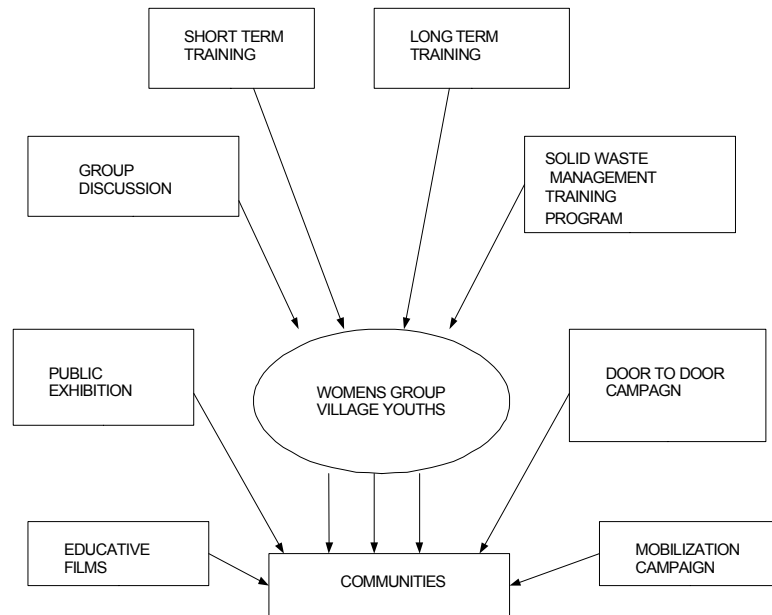 SHORT TERM
TRAINING
LONG TERM
TRAINING
GROUP
DISCUSSION
SOLID WASTE
MANAGEMENT
TRAINING
PROGRAM
PUBLIC
EXHIBITION
WOMENS GROUP
VILLAGE YOUTHS
DOOR TO DOOR
CAMPAGN
EDUCATIVE
FILMS
COMMUNITIES
MOBILIZATION
CAMPAIGN